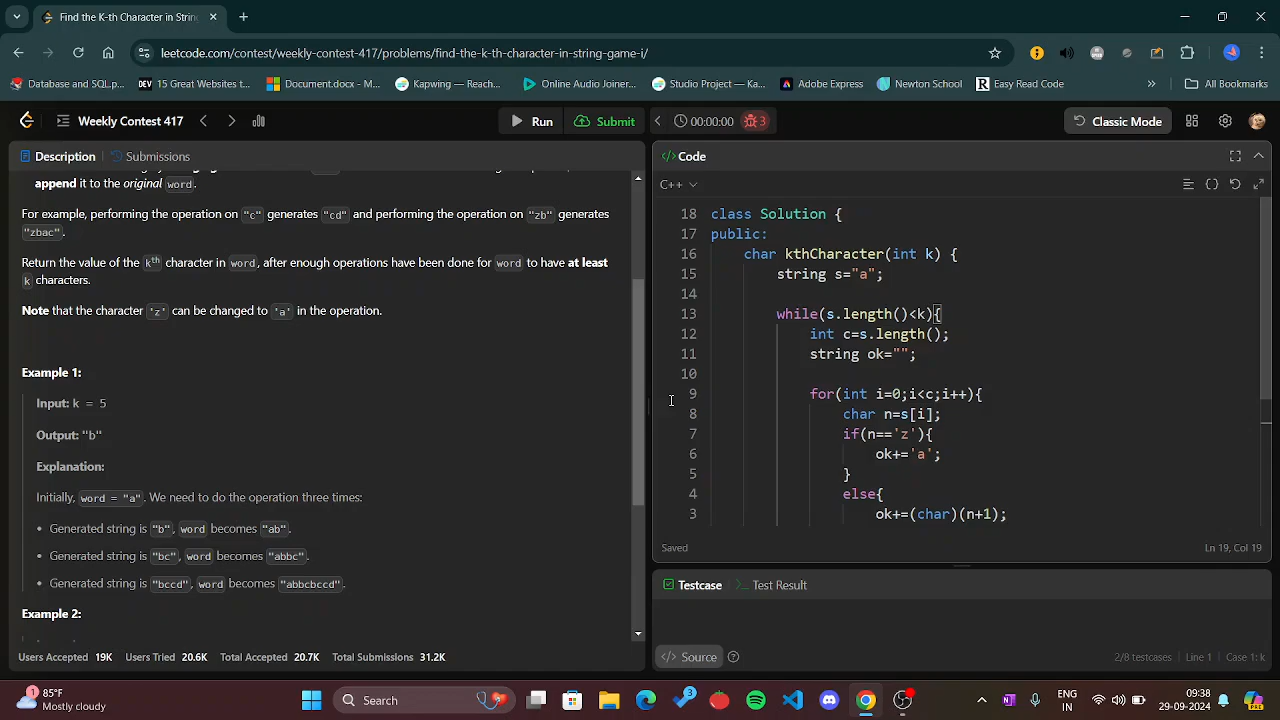 Find the K-th Character in String
leetcode.com/contest/weekly-contest-417/problems/find-the-k-th-character-in-string-game-i/
Database and SQL_p... DEV 15 Great Websites t... Document.docx - M... Kapwing — Reach... Online Audio Joiner... Studio Project — Ka... Adobe Express Newton School Easy Read Code » All Bookmarks
Weekly Contest 417 Run Submit 00:00:00 3 Classic Mode
Description Submissions
append it to the original word.
For example, performing the operation on "c" generates "cd" and performing the operation on "zb" generates
"zbac".
Return the value of the kth character in word, after enough operations have been done for word to have at least
k characters.
Note that the character 'z' can be changed to 'a' in the operation.
Example 1:
Input: k = 5
Output: "b"
Explanation:
Initially, word = "a". We need to do the operation three times:
• Generated string is "b", word becomes "ab".
• Generated string is "bc", word becomes "abbc".
• Generated string is "bccd", word becomes "abbcbccd".
Example 2:
Users Accepted 19K Users Tried 20.6K Total Accepted 20.7K Total Submissions 31.2K
</> Code
C++
18 class Solution {
17 public:
16 char kthCharacter(int k) {
15 string s="a";
14
13 while(s.length()<k){
12 int c=s.length();
11 string ok="";
10
9 for(int i=0;i<c;i++){
8 char n=s[i];
7 if(n=='z'){
6 ok+='a';
5 }
4 else{
3 ok+=(char)(n+1);
Saved Ln 19, Col 19
Testcase >_ Test Result
</> Source 2/8 testcases Line 1 Case 1: k
1 85°F
Mostly cloudy
Search
3
ENG
IN
09:38
29-09-2024